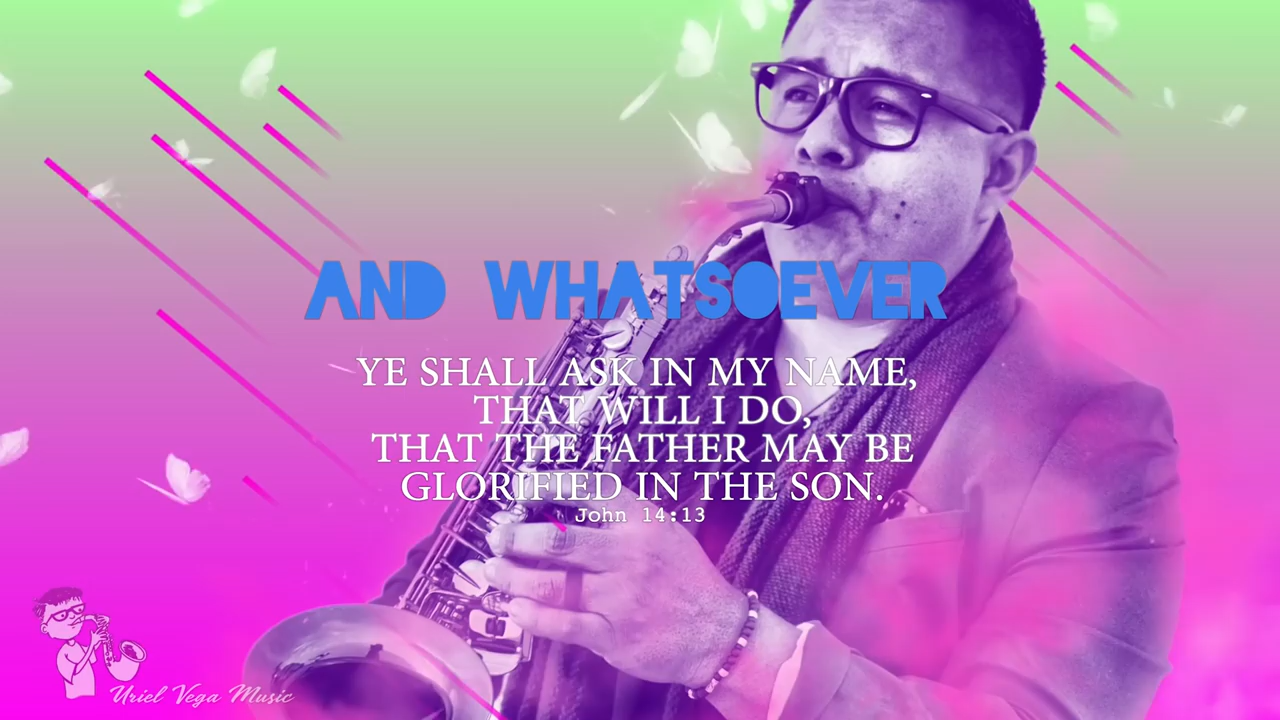 AND WHATSOEVER
YE SHALL ASK IN MY NAME,
THAT WILL I DO,
THAT THE FATHER MAY BE
GLORIFIED IN THE SON.
John 14:13
Uriel Vega Music